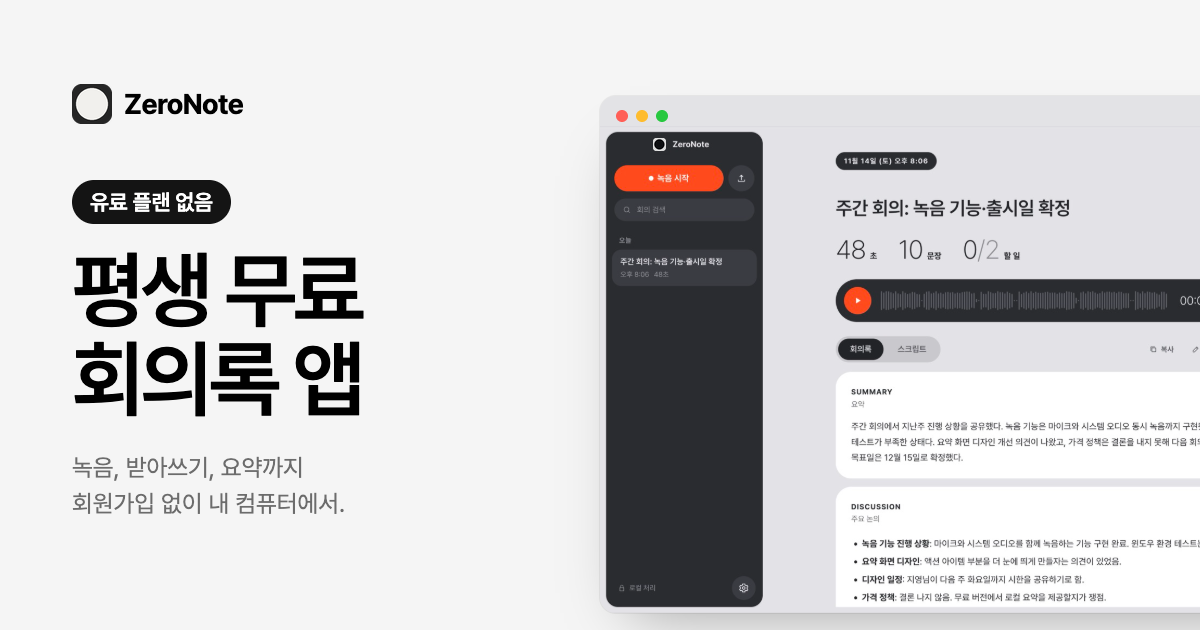 ZeroNote
유료 플랜 없음
평생 무료
회의록 앱
녹음, 받아쓰기, 요약까지
회원가입 없이 내 컴퓨터에서.
ZeroNote
녹음 시작
회의 검색
오늘
주간 회의: 녹음 기능·출시일 확정
오후 8:06 48초
로컬 처리
11월 14일 (토) 오후 8:06
주간 회의: 녹음 기능·출시일 확정
48 초 10 문장 0/2 할 일
00:0
회의록 스크립트 복사
SUMMARY
요약
주간 회의에서 지난주 진행 상황을 공유했다. 녹음 기능은 마이크와 시스템 오디오 동시 녹음까지
테스트가 부족한 상태다. 요약 화면 디자인 개선 의견이 나왔고, 가격 정책은 결론을 내지 못해 다음
목표일은 12월 15일로 확정했다.
DISCUSSION
주요 논의
• 녹음 기능 진행 상황: 마이크와 시스템 오디오를 함께 녹음하는 기능 구현 완료. 윈도우 환경
• 요약 화면 디자인: 액션 아이템 부분을 더 눈에 띄게 만들자는 의견이 있었음.
• 디자인 일정: 지영님이 다음 주 화요일까지 시안을 공유하기로 함.
• 가격 정책: 결론 나지 않음. 무료 버전에서 로컬 요약을 제공할지가 쟁점.